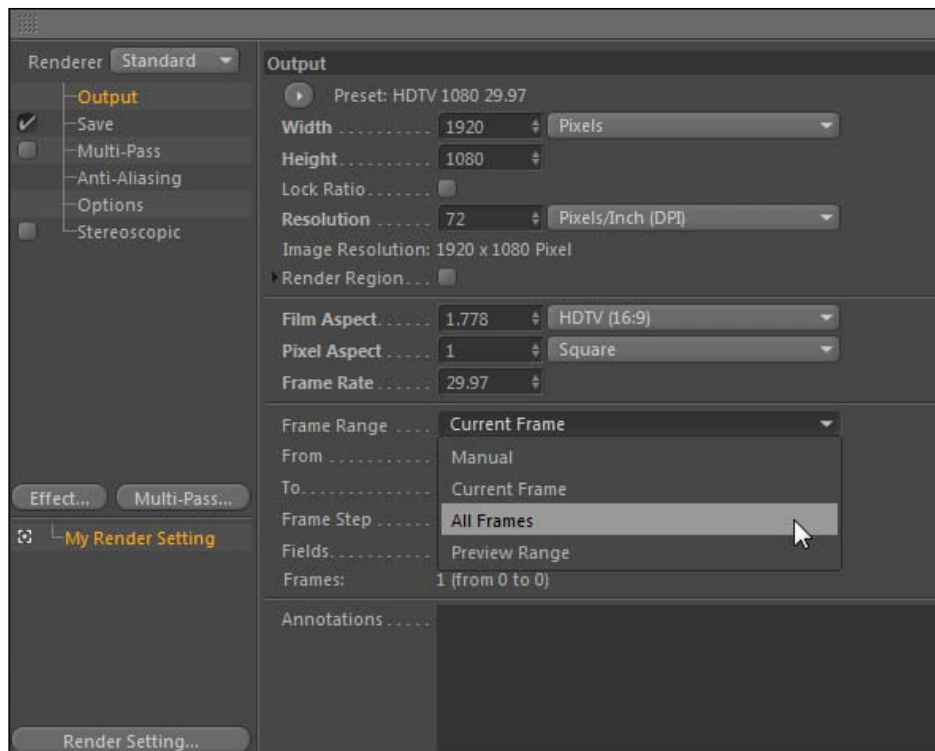 Renderer Standard
Output
Save
Multi-Pass
Anti-Aliasing
Options
Stereoscopic
Effect... Multi-Pass...
My Render Setting
Render Setting...
Output
Preset: HDTV 1080 29.97
Width .......... 1920 Pixels
Height.......... 1080
Lock Ratio.......
Resolution ....... 72 Pixels/Inch (DPI)
Image Resolution: 1920 x 1080 Pixel
Render Region...
Film Aspect...... 1.778 HDTV (16:9)
Pixel Aspect ..... 1 Square
Frame Rate ...... 29.97
Frame Range .... Current Frame
From ...........
Manual
To.............
Current Frame
Frame Step ......
All Frames
Fields...........
Preview Range
Frames: 1 (from 0 to 0)
Annotations .....